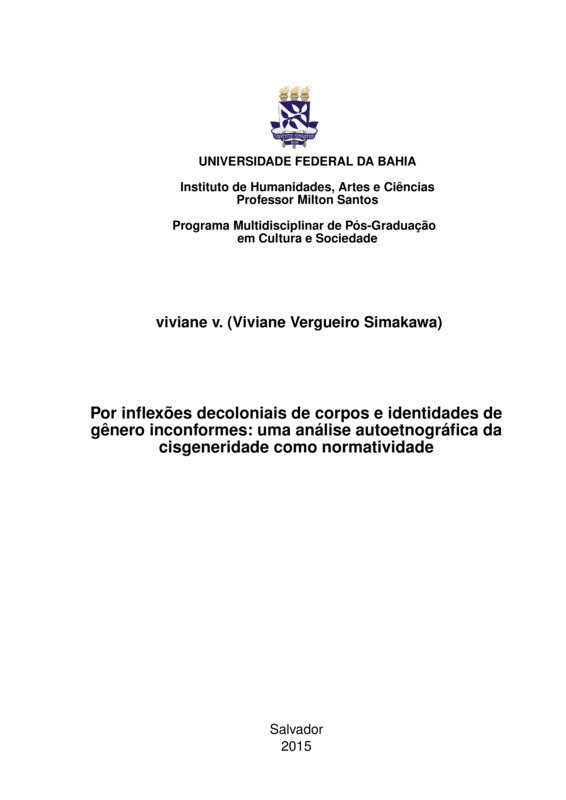 UNIVERSIDADE FEDERAL DA BAHIA
Instituto de Humanidades, Artes e Ciências
Professor Milton Santos
Programa Multidisciplinar de Pós-Graduação
em Cultura e Sociedade
viviane v. (Viviane Vergueiro Simakawa)
Por inflexões decoloniais de corpos e identidades de
gênero inconformes: uma análise autoetnográfica da
cisgeneridade como normatividade
Salvador
2015